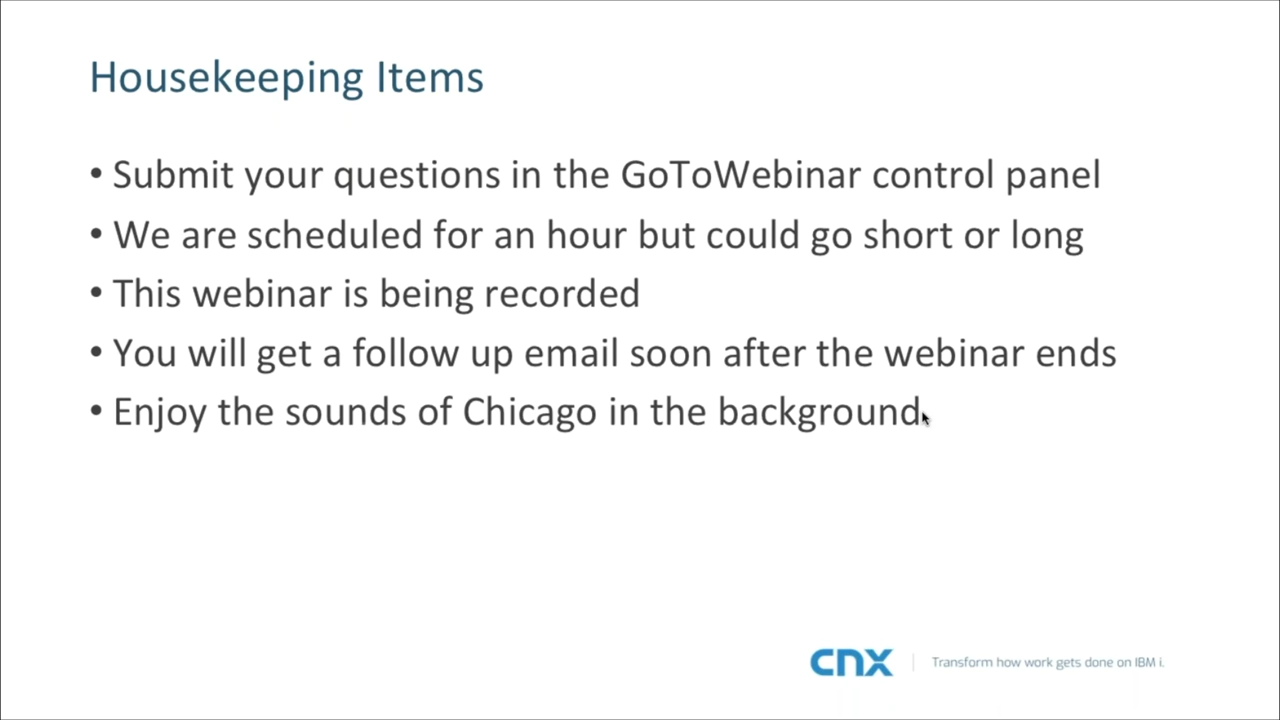 Housekeeping Items
• Submit your questions in the GoToWebinar control panel
• We are scheduled for an hour but could go short or long
• This webinar is being recorded
• You will get a follow up email soon after the webinar ends
• Enjoy the sounds of Chicago in the background
cnx | Transform how work gets done on IBM i.